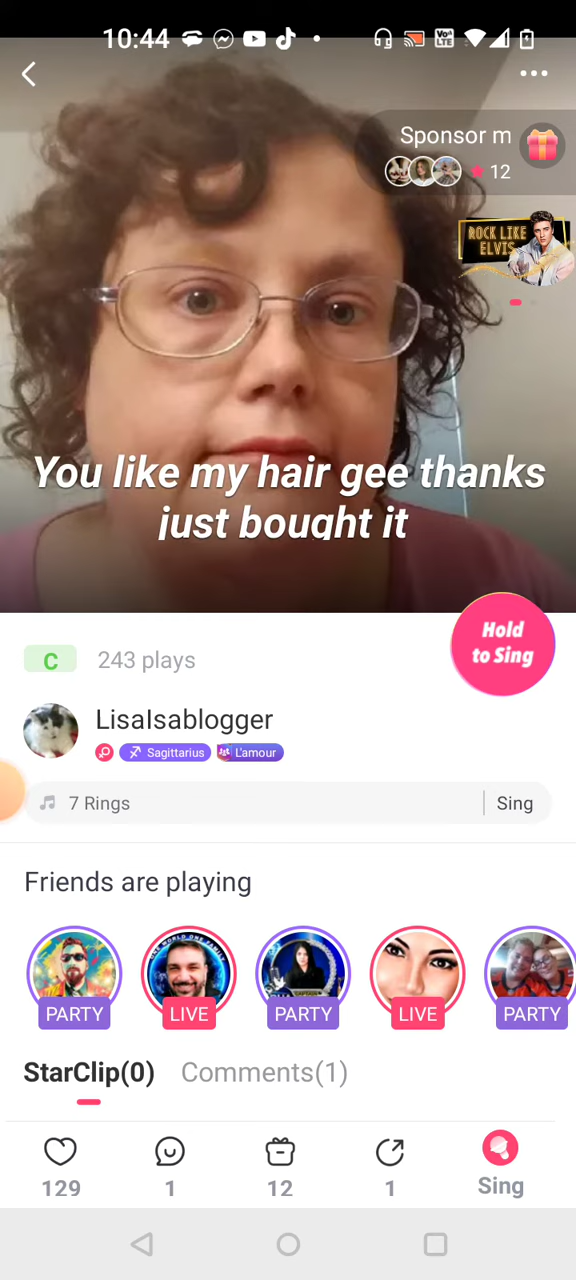 10:44
Vo
LTE
Sponsor m
12
ROCK LIKE
ELVIS
You like my hair gee thanks
just bought it
Hold
to Sing
C 243 plays
LisaIsablogger
Sagittarius L'amour
7 Rings Sing
Friends are playing
PARTY LIVE PARTY LIVE PARTY
StarClip(0) Comments(1)
129 1 12 1 Sing